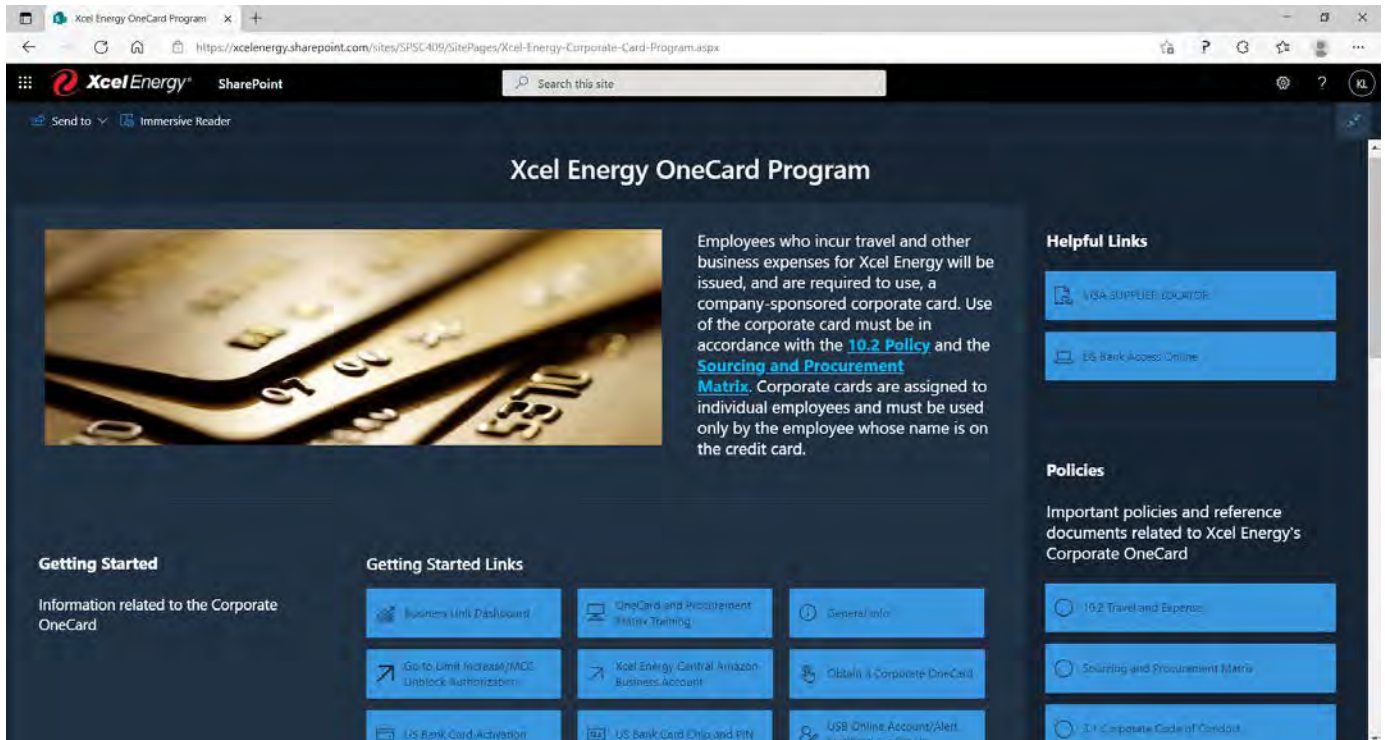 Xcel Energy OneCard Program
https://xcelenergy.sharepoint.com/sites/SPSC409/SitePages/Xcel-Energy-Corporate-Card-Program.aspx
Xcel Energy® SharePoint Search this site ? KL
Send to Immersive Reader
Xcel Energy OneCard Program
Employees who incur travel and other
business expenses for Xcel Energy will be
issued, and are required to use, a
company-sponsored corporate card. Use
of the corporate card must be in
accordance with the 10.2 Policy and the
Sourcing and Procurement
Matrix. Corporate cards are assigned to
individual employees and must be used
only by the employee whose name is on
the credit card.
07 00
5370
Getting Started
Information related to the Corporate
OneCard
Getting Started Links
Business Unit Dashboard
OneCard and Procurement
Matrix Training
General Info
Go to Limit Increase/MCC
Unblock Authorization
Xcel Energy Central Amazon
Business Account
Obtain a Corporate OneCard
US Bank Card Activation
US Bank Card Chip and PIN
USB Online Account/Alert
Helpful Links
VISA SUPPLIER LOCATOR
US Bank Access Online
Policies
Important policies and reference
documents related to Xcel Energy's
Corporate OneCard
10.2 Travel and Expense
Sourcing and Procurement Matrix
Corporate Code of Conduct